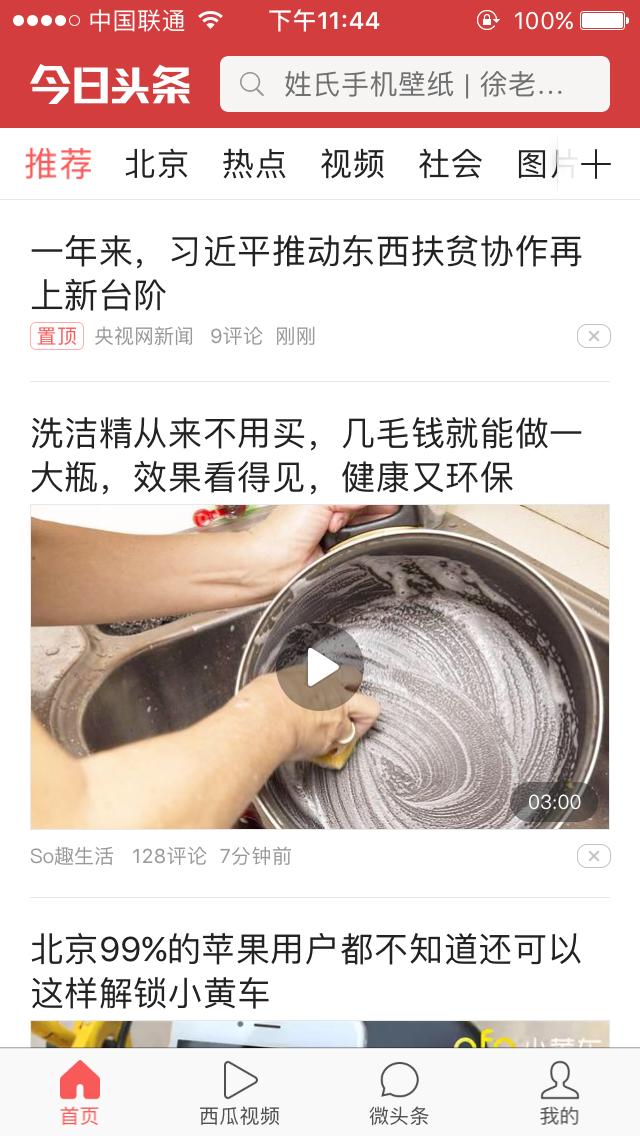 中国联通 下午11:44 100%
今日头条 姓氏手机壁纸 | 徐老...
推荐 北京 热点 视频 社会 图片
一年来，习近平推动东西扶贫协作再
上新台阶
置顶 央视网新闻 9评论 刚刚
洗洁精从来不用买，几毛钱就能做一
大瓶，效果看得见，健康又环保
03:00
So趣生活 128评论 7分钟前
北京99%的苹果用户都不知道还可以
这样解锁小黄车
ofo 小黄车
首页 西瓜视频 微头条 我的